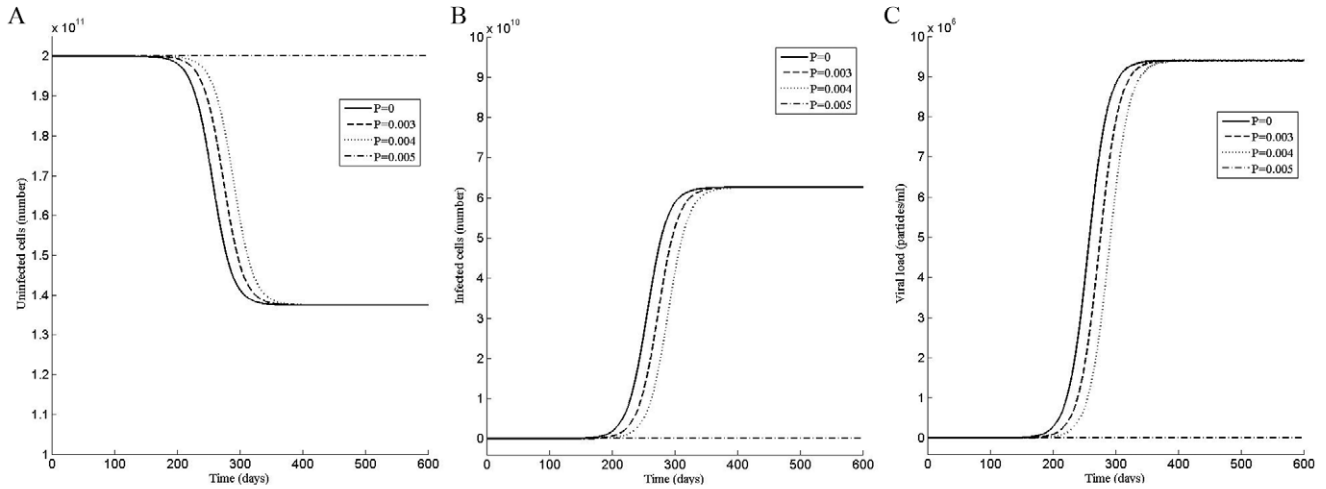 A
x 10^11
2
1.9
1.8
1.7
1.6
1.5
1.4
1.3
1.2
1.1
1
Uninfected cells (number)
0 100 200 300 400 500 600
Time (days)
P=0
P=0.003
P=0.004
P=0.005
B
x 10^10
10
9
8
7
6
5
4
3
2
1
0
Infected cells (number)
0 100 200 300 400 500 600
Time (days)
P=0
P=0.003
P=0.004
P=0.005
C
x 10^6
10
9
8
7
6
5
4
3
2
1
0
Viral load (particles/ml)
0 100 200 300 400 500 600
Time (days)
P=0
P=0.003
P=0.004
P=0.005